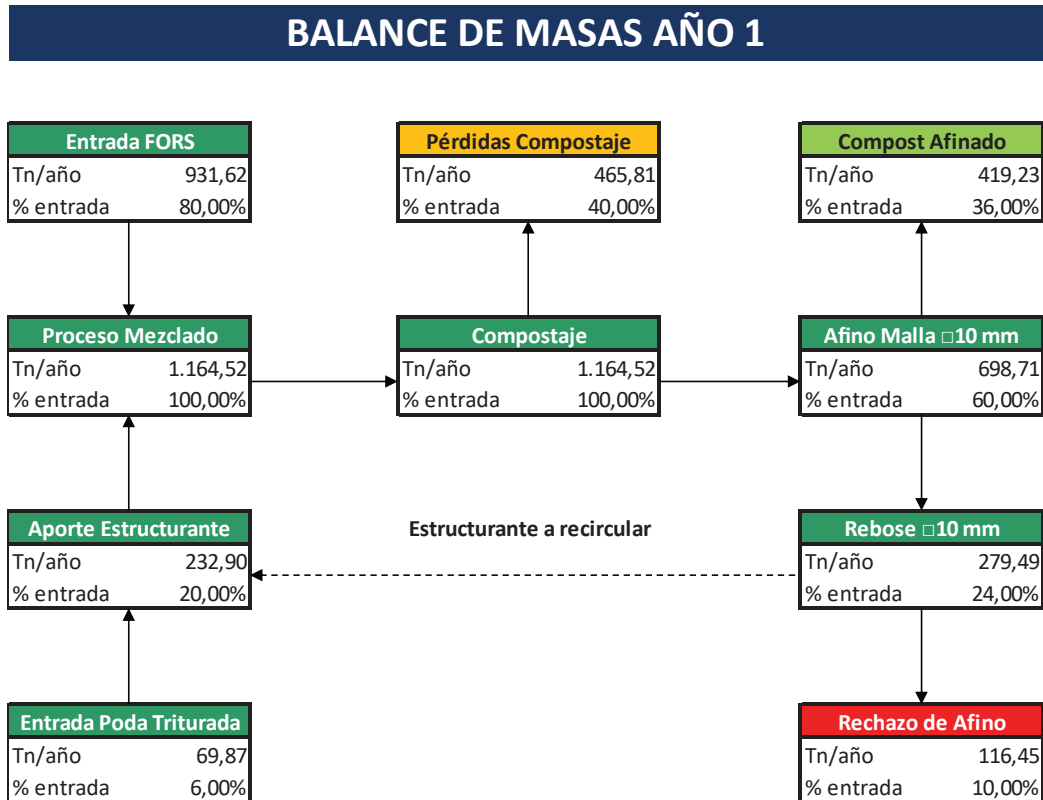 BALANCE DE MASAS AÑO 1
Entrada FORS
Tn/año 931,62
% entrada 80,00%
Pérdidas Compostaje
Tn/año 465,81
% entrada 40,00%
Compost Afinado
Tn/año 419,23
% entrada 36,00%
Proceso Mezclado
Tn/año 1.164,52
% entrada 100,00%
Compostaje
Tn/año 1.164,52
% entrada 100,00%
Afino Malla □10 mm
Tn/año 698,71
% entrada 60,00%
Aporte Estructurante
Tn/año 232,90
% entrada 20,00%
Estructurante a recircular
Rebose □10 mm
Tn/año 279,49
% entrada 24,00%
Entrada Poda Triturada
Tn/año 69,87
% entrada 6,00%
Rechazo de Afino
Tn/año 116,45
% entrada 10,00%